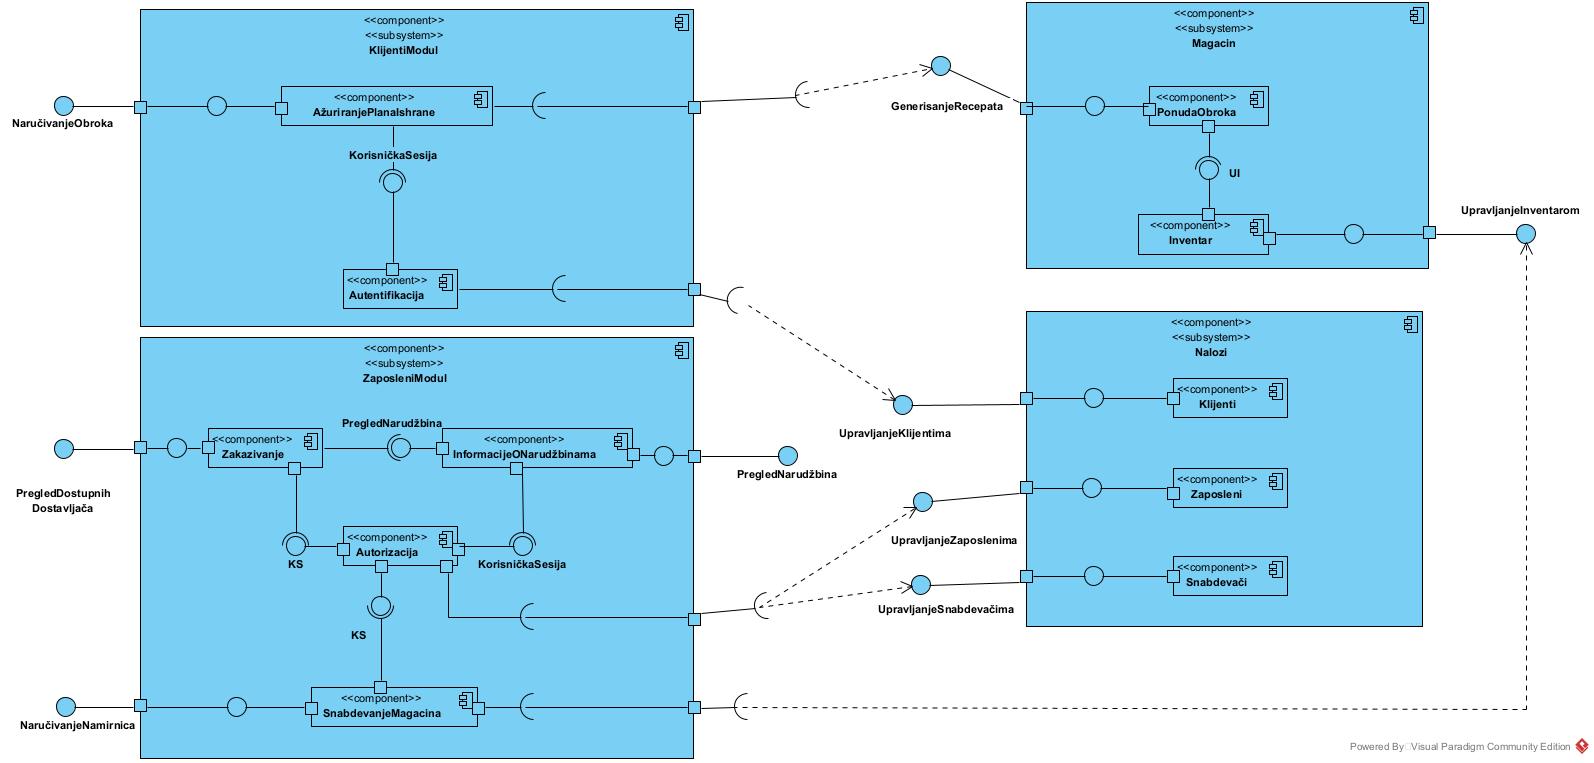 <<component>>
<<subsystem>>
KlijentiModul
<<component>>
AžuriranjePlanaIshrane
NaručivanjeObroka
KorisničkaSesija
<<component>>
Autentifikacija
<<component>>
<<subsystem>>
Magacin
GenerisanjeRecepata
<<component>>
PonudaObroka
UI
<<component>>
Inventar
UpravljanjeInventarom
<<component>>
<<subsystem>>
ZaposleniModul
PregledNarudžbina
<<component>>
Zakazivanje
<<component>>
InformacijeONarudžbinama
PregledNarudžbina
PregledDostupnih
Dostavljača
<<component>>
Autorizacija
KS
KorisničkaSesija
KS
<<component>>
SnabdevanjeMagacina
NaručivanjeNamirnica
<<component>>
<<subsystem>>
Nalozi
<<component>>
Klijenti
UpravljanjeKlijentima
<<component>>
Zaposleni
UpravljanjeZaposlenima
<<component>>
Snabdevači
UpravljanjeSnabdevačima
Powered By Visual Paradigm Community Edition